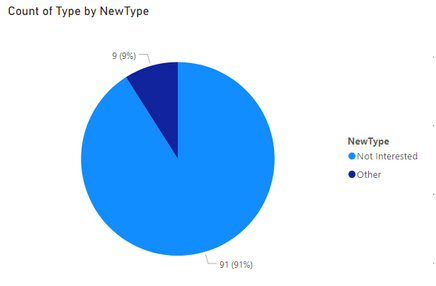 Count of Type by NewType
9 (9%)
NewType
Not Interested
Other
91 (91%)